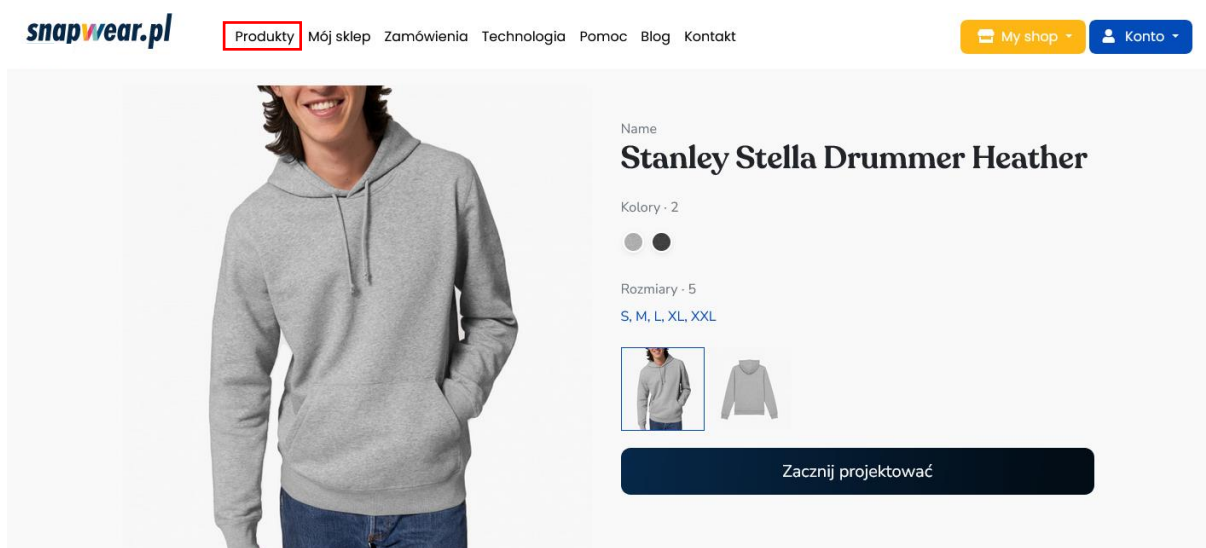 snapwear.pl
Produkty Mój sklep Zamówienia Technologia Pomoc Blog Kontakt
My shop
Konto
Name
Stanley Stella Drummer Heather
Kolory · 2
Rozmiary · 5
S, M, L, XL, XXL
Zacznij projektować